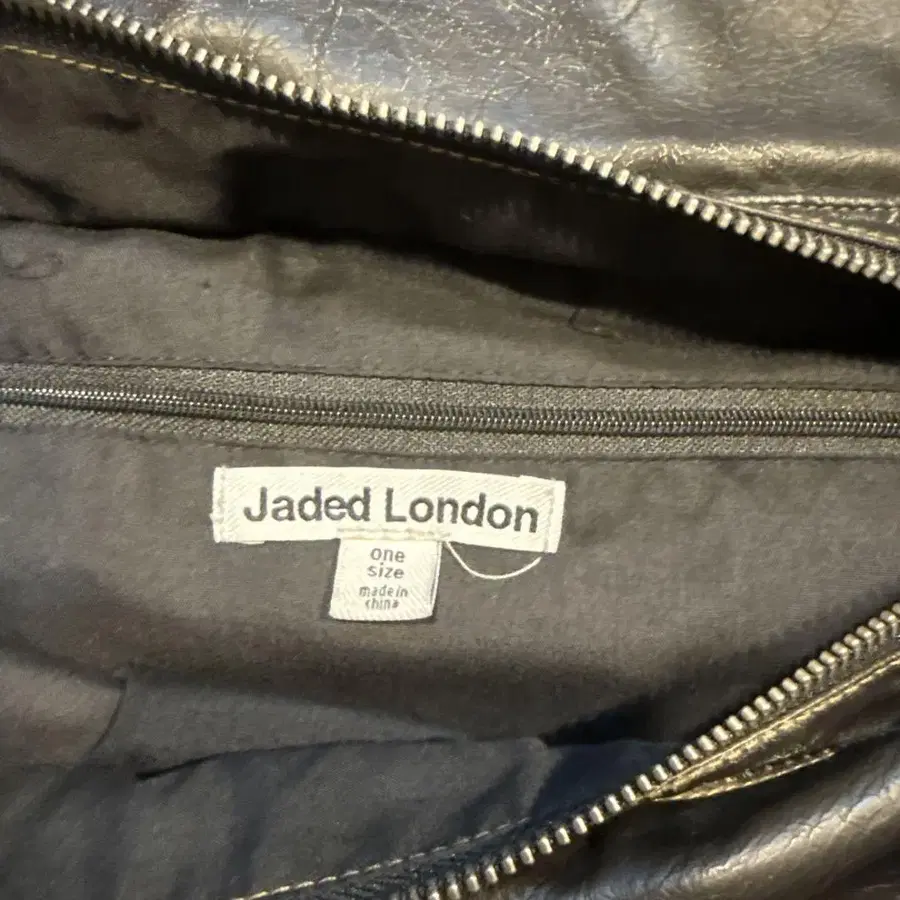 Jaded London
one
size
made in
china